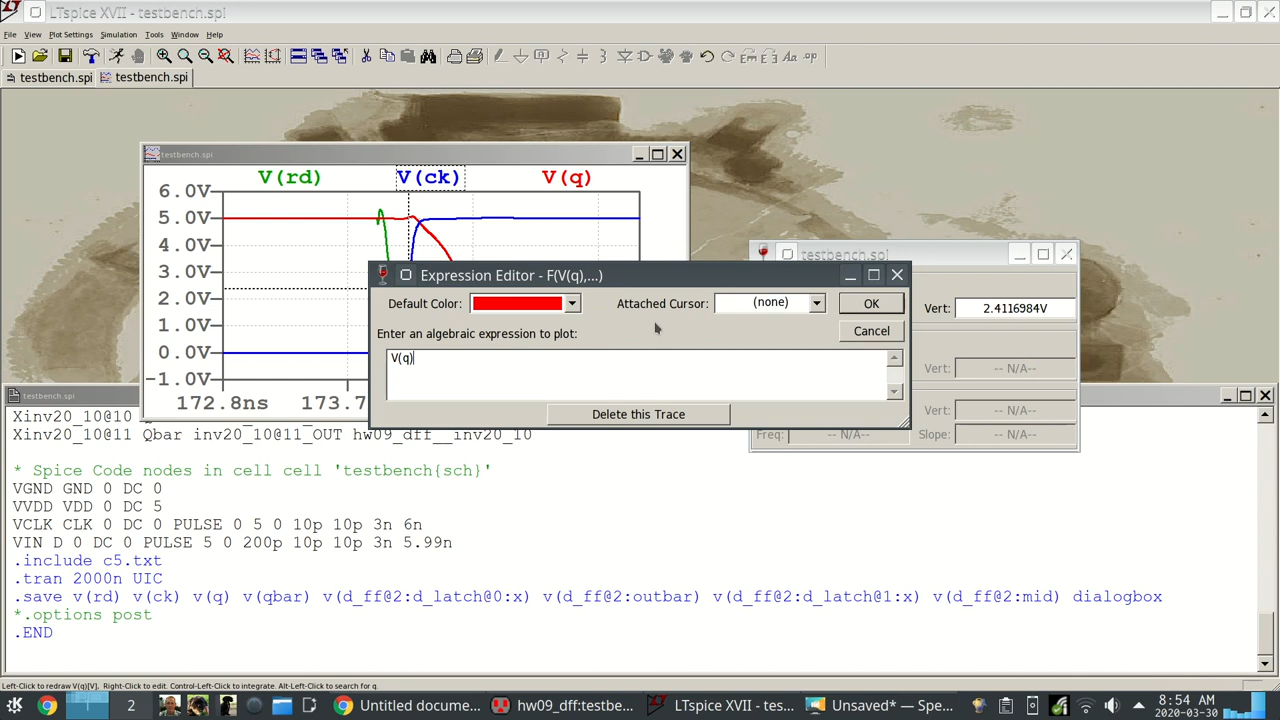 LTspice XVII - testbench.spi
File View Plot Settings Simulation Tools Window Help
testbench.spi testbench.spi
testbench.spi
V(rd) V(ck) V(q)
6.0V
5.0V
4.0V
3.0V
2.0V
1.0V
0.0V
-1.0V
172.8ns 173.7
testbench.spi
Vert: 2.4116984V
Vert: -- N/A--
Vert: -- N/A--
Freq: -- N/A-- Slope: -- N/A--
Expression Editor - F(V(q),...)
Default Color: Attached Cursor: (none) OK
Enter an algebraic expression to plot: Cancel
V(q)
Delete this Trace
testbench.spi
Xinv20_10@10
Xinv20_10@11 Qbar inv20_10@11_OUT hw09_dff__inv20_10
* Spice Code nodes in cell cell 'testbench{sch}'
VGND GND 0 DC 0
VVDD VDD 0 DC 5
VCLK CLK 0 DC 0 PULSE 0 5 0 10p 10p 3n 6n
VIN D 0 DC 0 PULSE 5 0 200p 10p 10p 3n 5.99n
.include c5.txt
.tran 2000n UIC
.save v(rd) v(ck) v(q) v(qbar) v(d_ff@2:d_latch@0:x) v(d_ff@2:outbar) v(d_ff@2:d_latch@1:x) v(d_ff@2:mid) dialogbox
*.options post
.END
Left-Click to redraw V(q)[V]. Right-Click to edit. Control-Left-Click to integrate. Alt-Left-Click to search for q.
2 Untitled docume... hw09_dff:testbe... LTspice XVII - tes... Unsaved* — Spe... 8:54 AM
2020-03-30